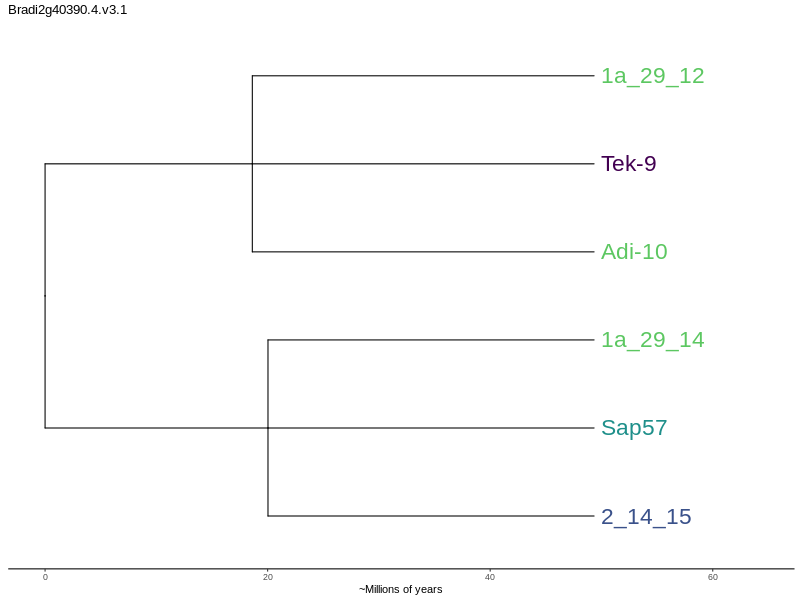 Bradi2g40390.4.v3.1
1a_29_12
Tek-9
Adi-10
1a_29_14
Sap57
2_14_15
0 20 40 60
~Millions of years